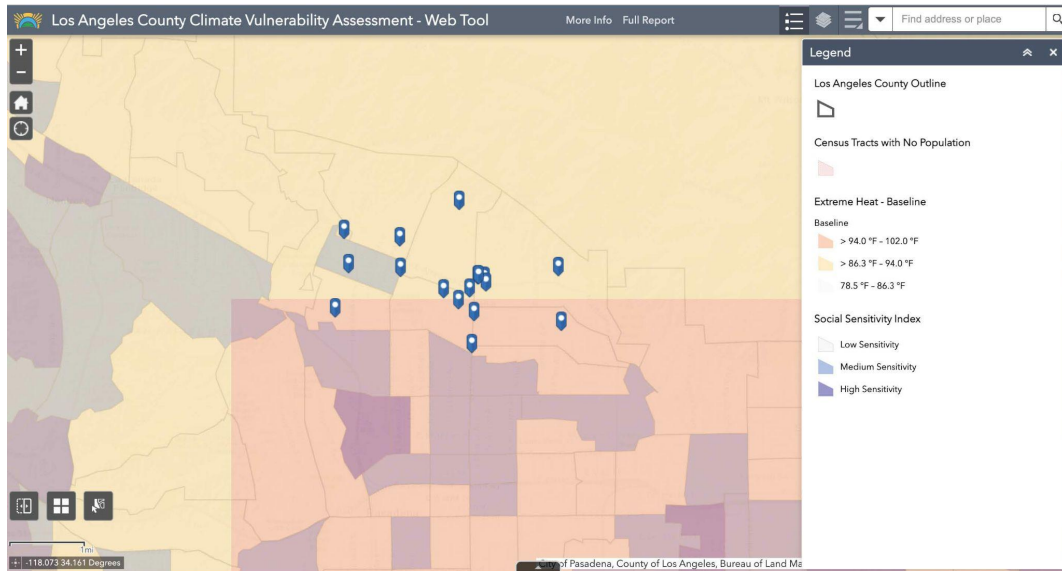 Los Angeles County Climate Vulnerability Assessment - Web Tool
More Info Full Report
Find address or place
Legend
Los Angeles County Outline
Census Tracts with No Population
Extreme Heat - Baseline
Baseline
> 94.0 °F – 102.0 °F
> 86.3 °F – 94.0 °F
78.5 °F – 86.3 °F
Social Sensitivity Index
Low Sensitivity
Medium Sensitivity
High Sensitivity
1mi
-118.073 34.161 Degrees
City of Pasadena, County of Los Angeles, Bureau of Land Ma